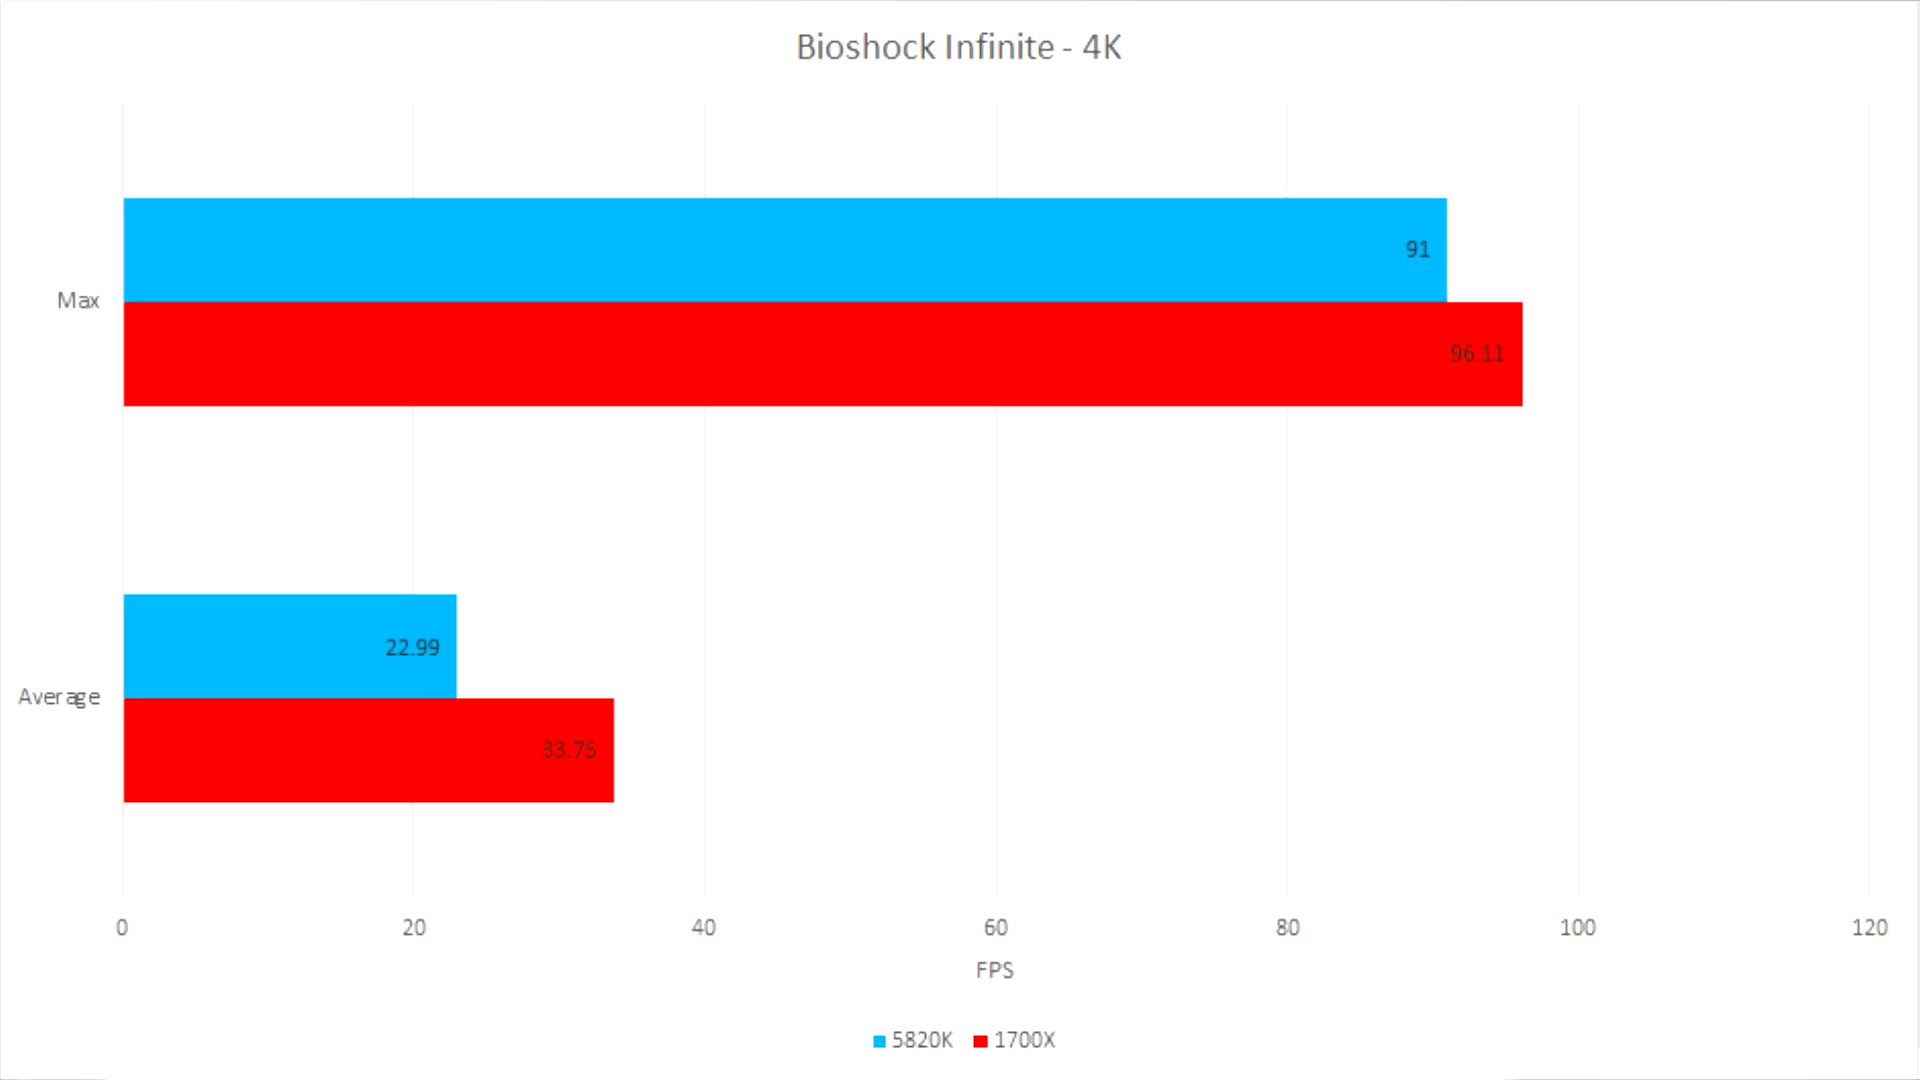 Bioshock Infinite - 4K
Max
91
96.11
Average
22.99
33.75
0 20 40 60 80 100 120
FPS
5820K 1700X